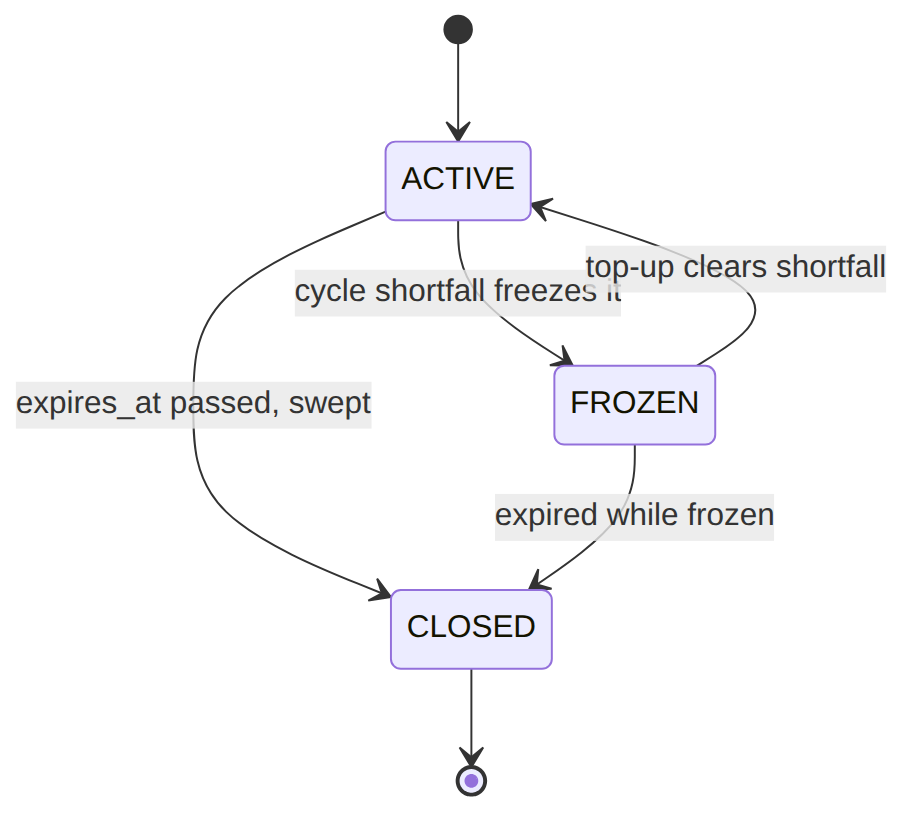 ACTIVE
top-up clears shortfall
cycle shortfall freezes it
expires_at passed, swept
FROZEN
expired while frozen
CLOSED